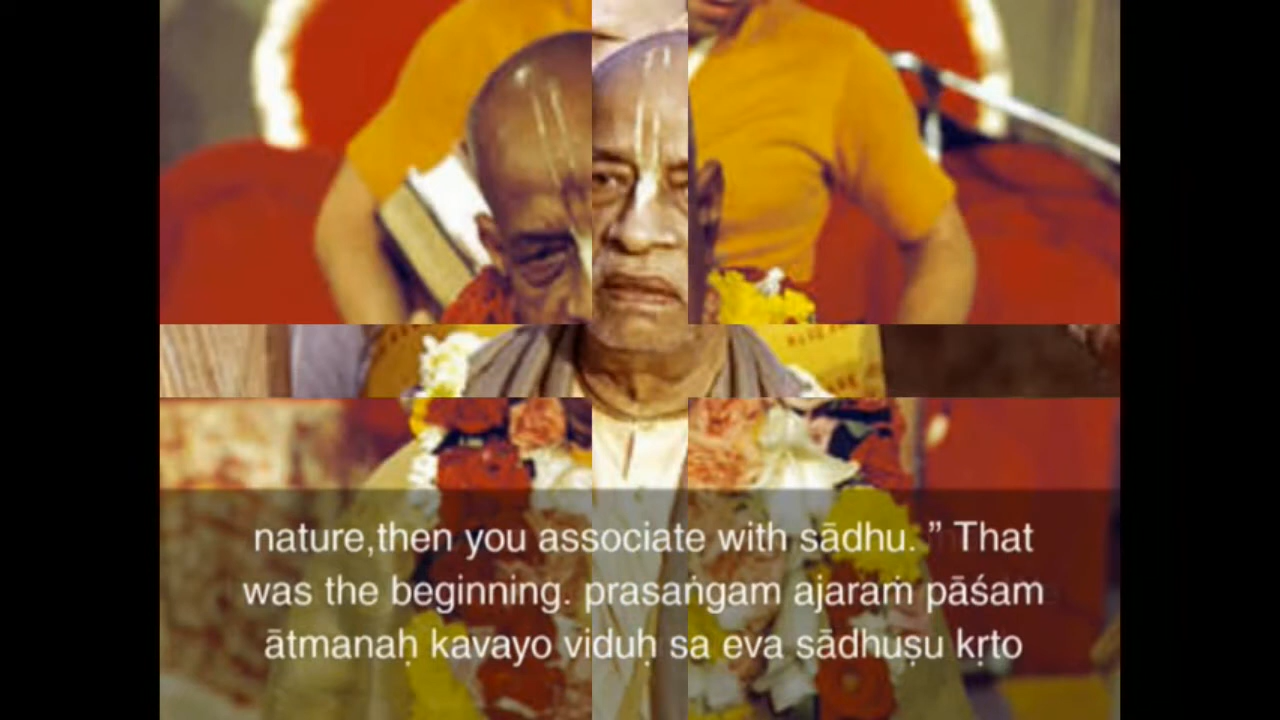 nature,then you associate with sādhu. ” That
was the beginning. prasaṅgam ajaraṁ pāśam
ātmanaḥ kavayo viduḥ sa eva sādhuṣu kṛto